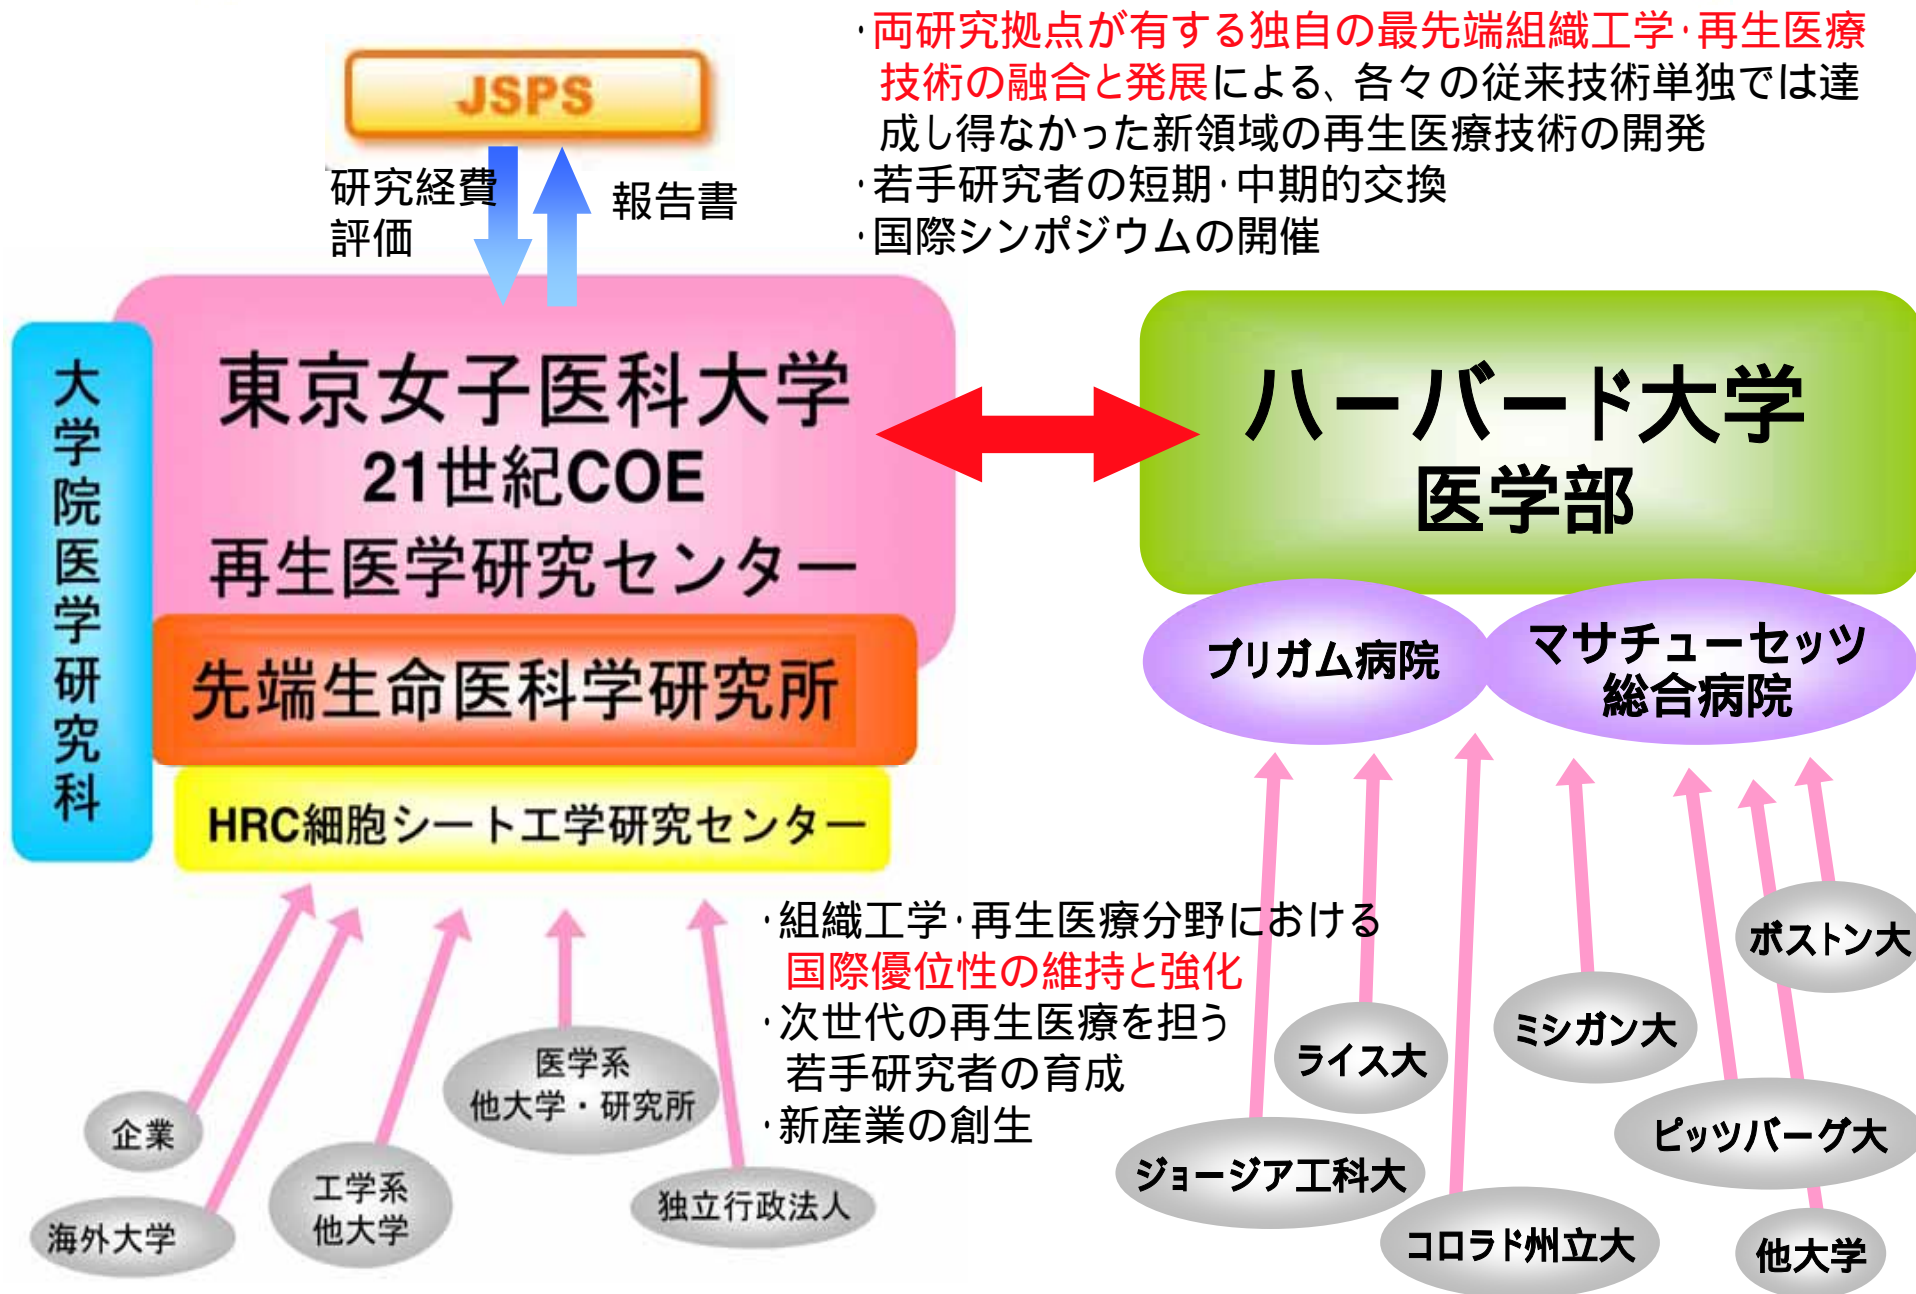 JSPS
研究経費
評価
報告書
・両研究拠点が有する独自の最先端組織工学・再生医療
技術の融合と発展による、各々の従来技術単独では達
成し得なかった新領域の再生医療技術の開発
・若手研究者の短期・中期的交換
・国際シンポジウムの開催
大学院医学研究科
東京女子医科大学
21世紀COE
再生医学研究センター
先端生命医科学研究所
HRC細胞シート工学研究センター
ハーバード大学
医学部
ブリガム病院
マサチューセッツ
総合病院
・組織工学・再生医療分野における
国際優位性の維持と強化
・次世代の再生医療を担う
若手研究者の育成
・新産業の創生
企業
海外大学
工学系
他大学
医学系
他大学・研究所
独立行政法人
ボストン大
ミシガン大
ライス大
ピッツバーグ大
ジョージア工科大
コロラド州立大
他大学